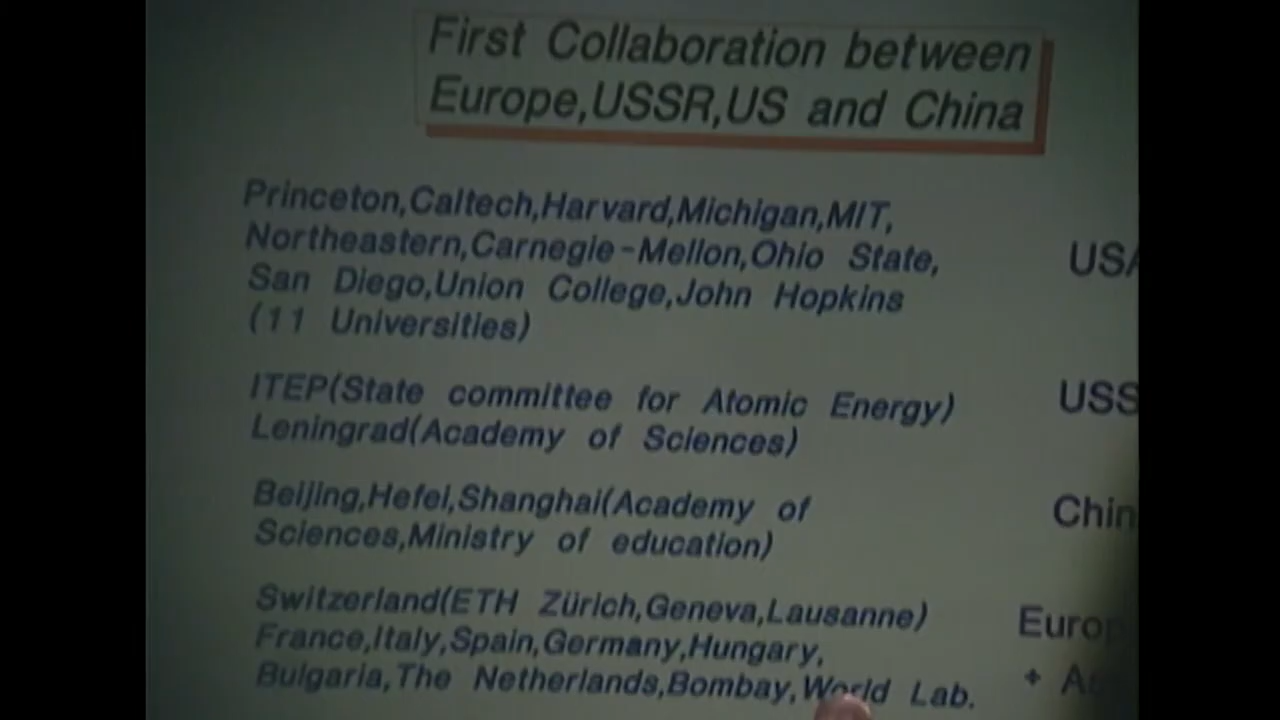 First Collaboration between
Europe,USSR,US and China
Princeton,Caltech,Harvard,Michigan,MIT,
Northeastern,Carnegie-Mellon,Ohio State,
San Diego,Union College,John Hopkins
(11 Universities)
USA
ITEP(State committee for Atomic Energy)
Leningrad(Academy of Sciences)
USS
Beijing,Hefei,Shanghai(Academy of
Sciences,Ministry of education)
Chin
Switzerland(ETH Zürich,Geneva,Lausanne)
France,Italy,Spain,Germany,Hungary,
Bulgaria,The Netherlands,Bombay,World Lab.
Europ
+ A